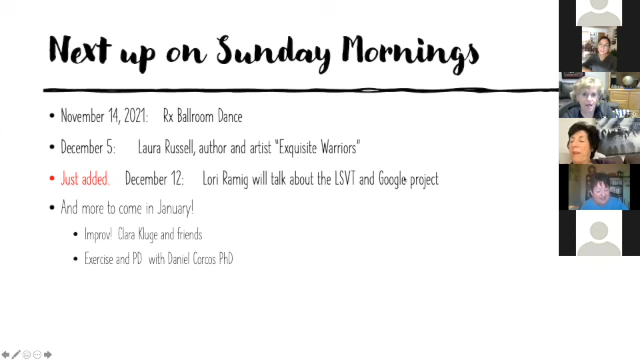 Next up on Sunday Mornings
• November 14, 2021: Rx Ballroom Dance
• December 5: Laura Russell, author and artist "Exquisite Warriors"
• Just added. December 12: Lori Ramig will talk about the LSVT and Google project
• And more to come in January!
• Improv! Clara Kluge and friends
• Exercise and PD with Daniel Corcos PhD